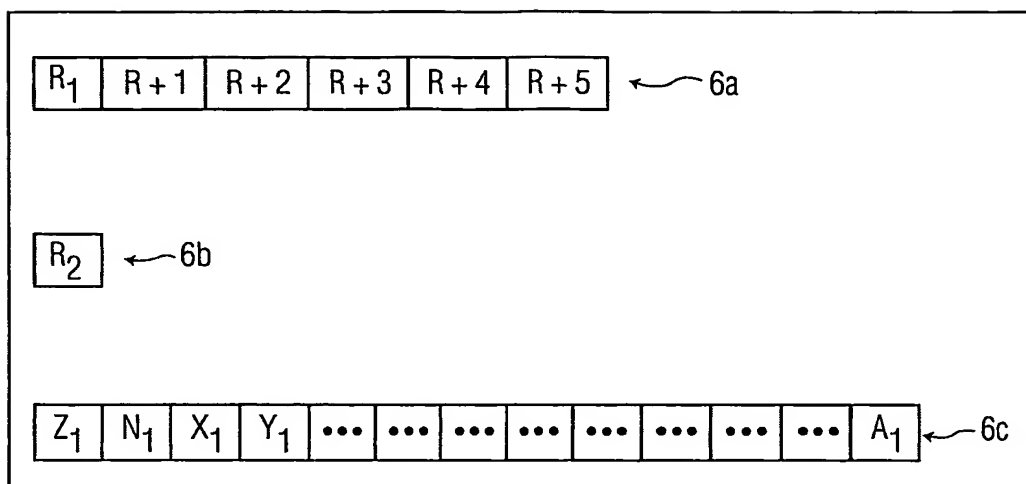 R₁ R + 1 R + 2 R + 3 R + 4 R + 5 6a
R₂ 6b
Z₁ N₁ X₁ Y₁ ••• ••• ••• ••• ••• ••• ••• ••• A₁ 6c